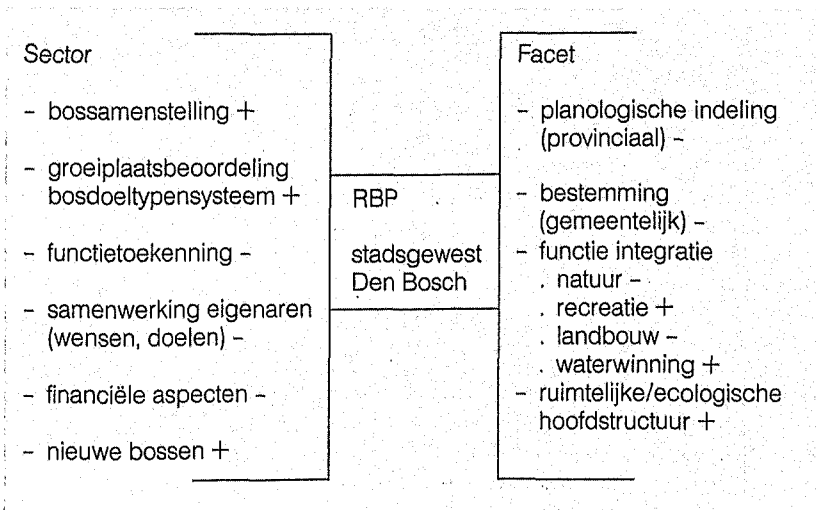 Sector
– bossamenstelling +
– groeiplaatsbeoordeling
bosdoeltypensysteem +
– functietoekenning –
– samenwerking eigenaren
(wensen, doelen) –
– financiële aspecten –
– nieuwe bossen +
RBP
stadsgewest
Den Bosch
Facet
– planologische indeling
(provinciaal) –
– bestemming
(gemeentelijk) –
– functie integratie
. natuur –
. recreatie +
. landbouw –
. waterwinning +
– ruimtelijke/ecologische
hoofdstructuur +